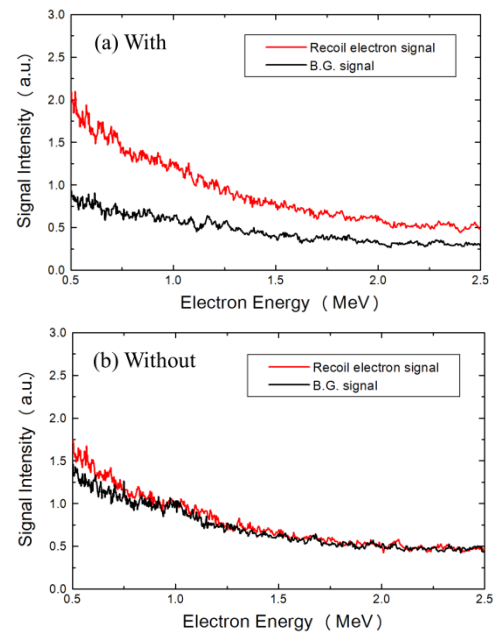 (a) With
Recoil electron signal
B.G. signal
Signal Intensity ( a.u.)
3.0
2.5
2.0
1.5
1.0
0.5
0.0
0.5 1.0 1.5 2.0 2.5
Electron Energy ( MeV)
(b) Without
Recoil electron signal
B.G. signal
Signal Intensity ( a.u.)
3.0
2.5
2.0
1.5
1.0
0.5
0.0
0.5 1.0 1.5 2.0 2.5
Electron Energy ( MeV)